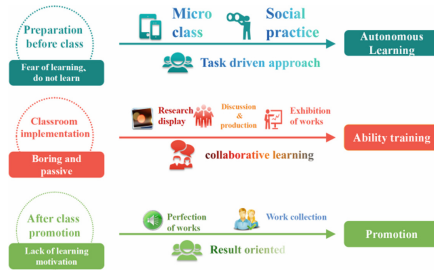 Preparation
before class
Fear of learning,
do not learn
Micro
class
Social
practice
Task driven approach
Autonomous
Learning
Classroom
implementation
Boring and
passive
Research
display
Discussion
&
production
Exhibition
of works
collaborative learning
Ability training
After class
promotion
Lack of learning
motivation
Perfection
of works
Work collection
Result oriented
Promotion